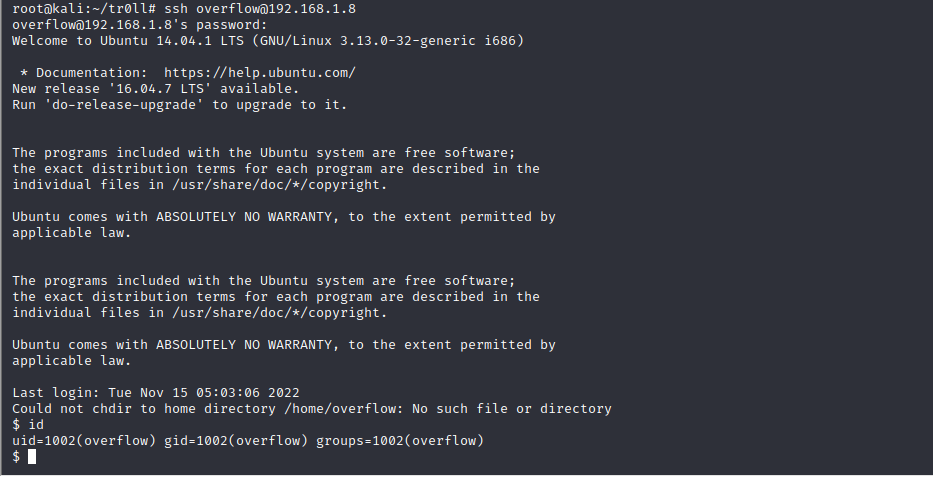 root@kali:~/tr0ll# ssh overflow@192.168.1.8
overflow@192.168.1.8's password:
Welcome to Ubuntu 14.04.1 LTS (GNU/Linux 3.13.0-32-generic i686)
* Documentation:  https://help.ubuntu.com/
New release '16.04.7 LTS' available.
Run 'do-release-upgrade' to upgrade to it.
The programs included with the Ubuntu system are free software;
the exact distribution terms for each program are described in the
individual files in /usr/share/doc/*/copyright.
Ubuntu comes with ABSOLUTELY NO WARRANTY, to the extent permitted by
applicable law.
The programs included with the Ubuntu system are free software;
the exact distribution terms for each program are described in the
individual files in /usr/share/doc/*/copyright.
Ubuntu comes with ABSOLUTELY NO WARRANTY, to the extent permitted by
applicable law.
Last login: Tue Nov 15 05:03:06 2022
Could not chdir to home directory /home/overflow: No such file or directory
$ id
uid=1002(overflow) gid=1002(overflow) groups=1002(overflow)
$